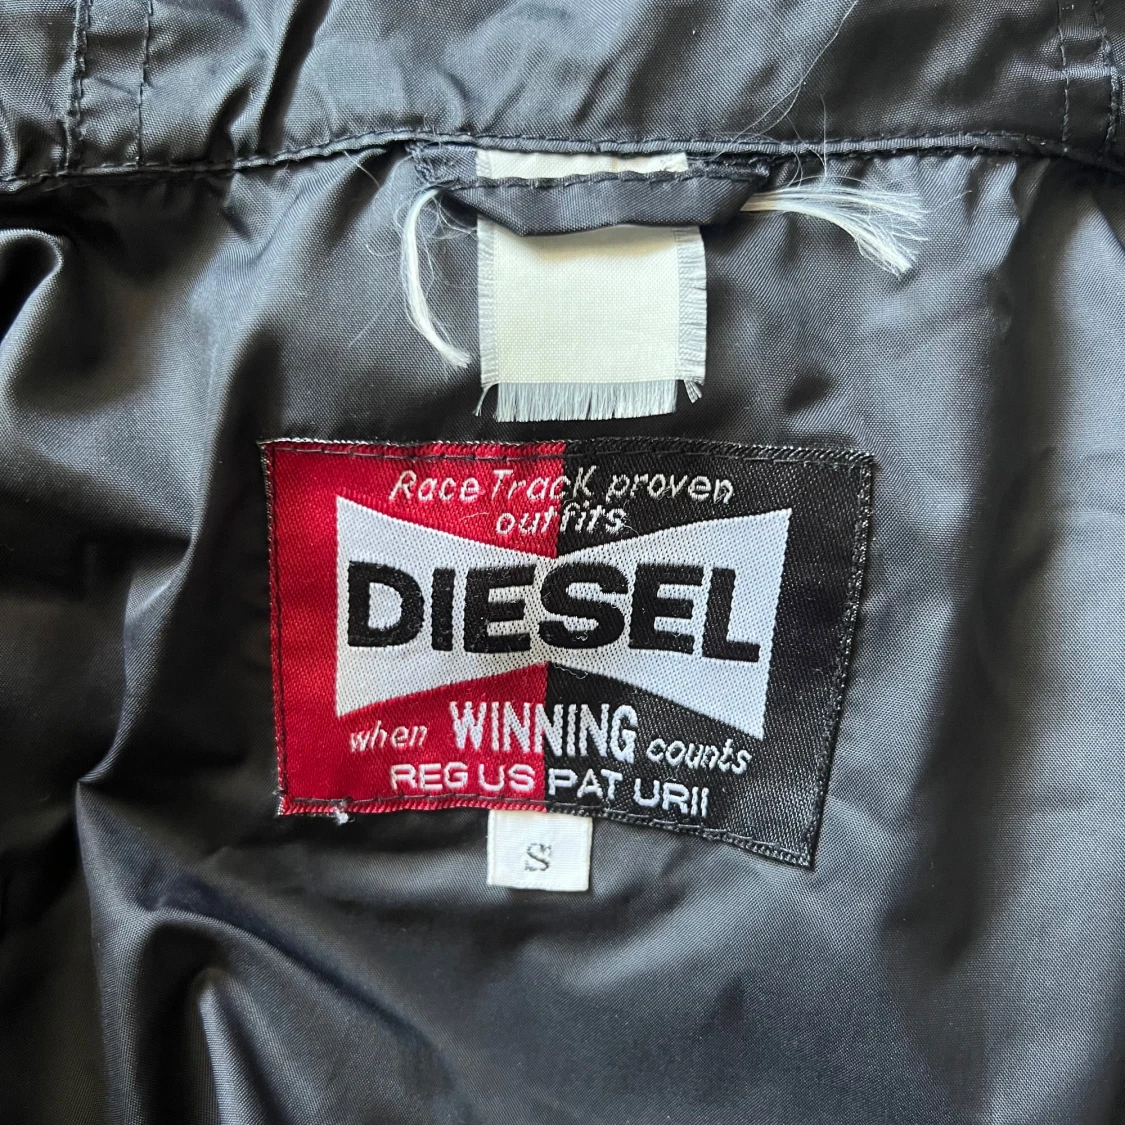 Race Track proven
outfits
DIESEL
when WINNING counts
REG US PAT URII
S